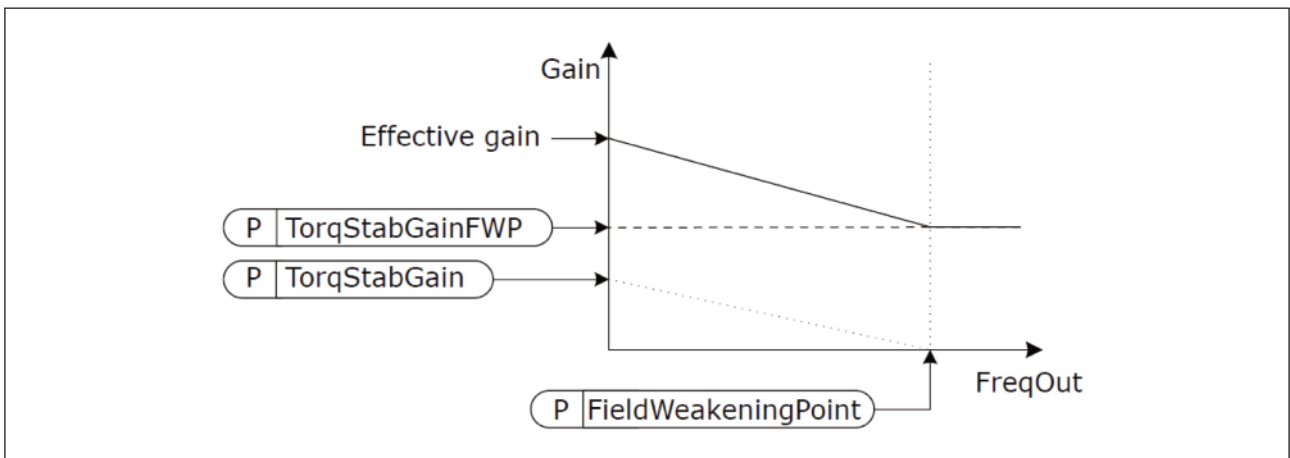 Gain
Effective gain
P TorqStabGainFWP
P TorqStabGain
FreqOut
P FieldWeakeningPoint